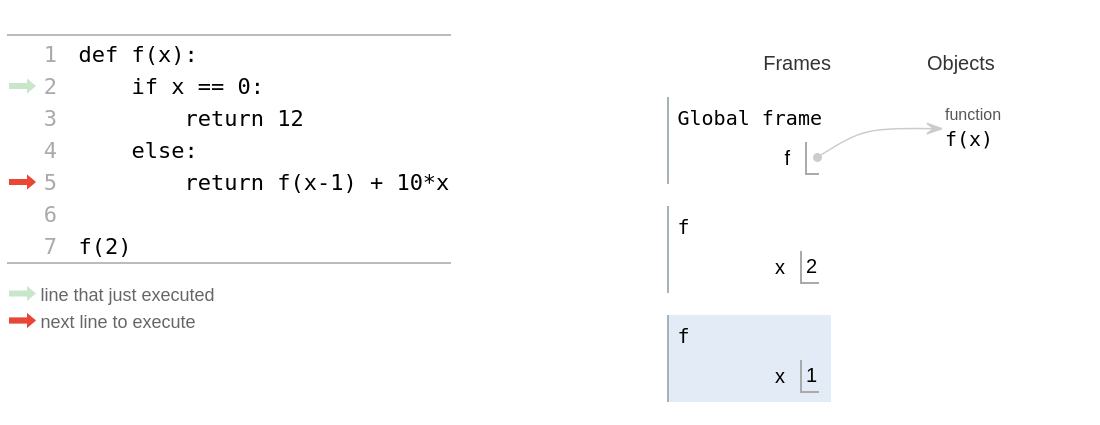 1 def f(x):
2     if x == 0:
3         return 12
4     else:
5         return f(x-1) + 10*x
6
7 f(2)
line that just executed
next line to execute
Frames Objects
Global frame
f
function
f(x)
f
x 2
f
x 1